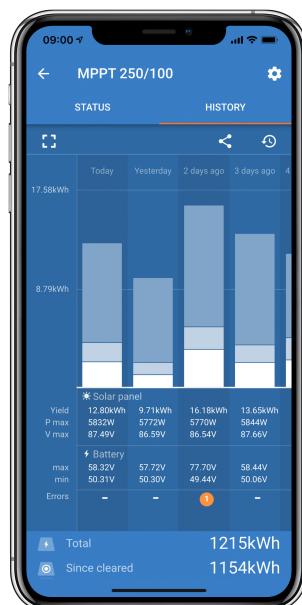 09:00
MPPT 250/100
STATUS HISTORY
Today Yesterday 2 days ago 3 days ago 4
17.58kWh
8.79kWh
Solar panel
Yield 12.80kWh 9.71kWh 16.18kWh 13.65kWh
P max 5832W 5772W 5770W 5844W
V max 87.49V 86.59V 86.54V 87.66V
Battery
max 58.32V 57.72V 77.70V 58.44V
min 50.31V 50.30V 49.44V 50.06V
Errors – – 1 –
Total 1215kWh
Since cleared 1154kWh